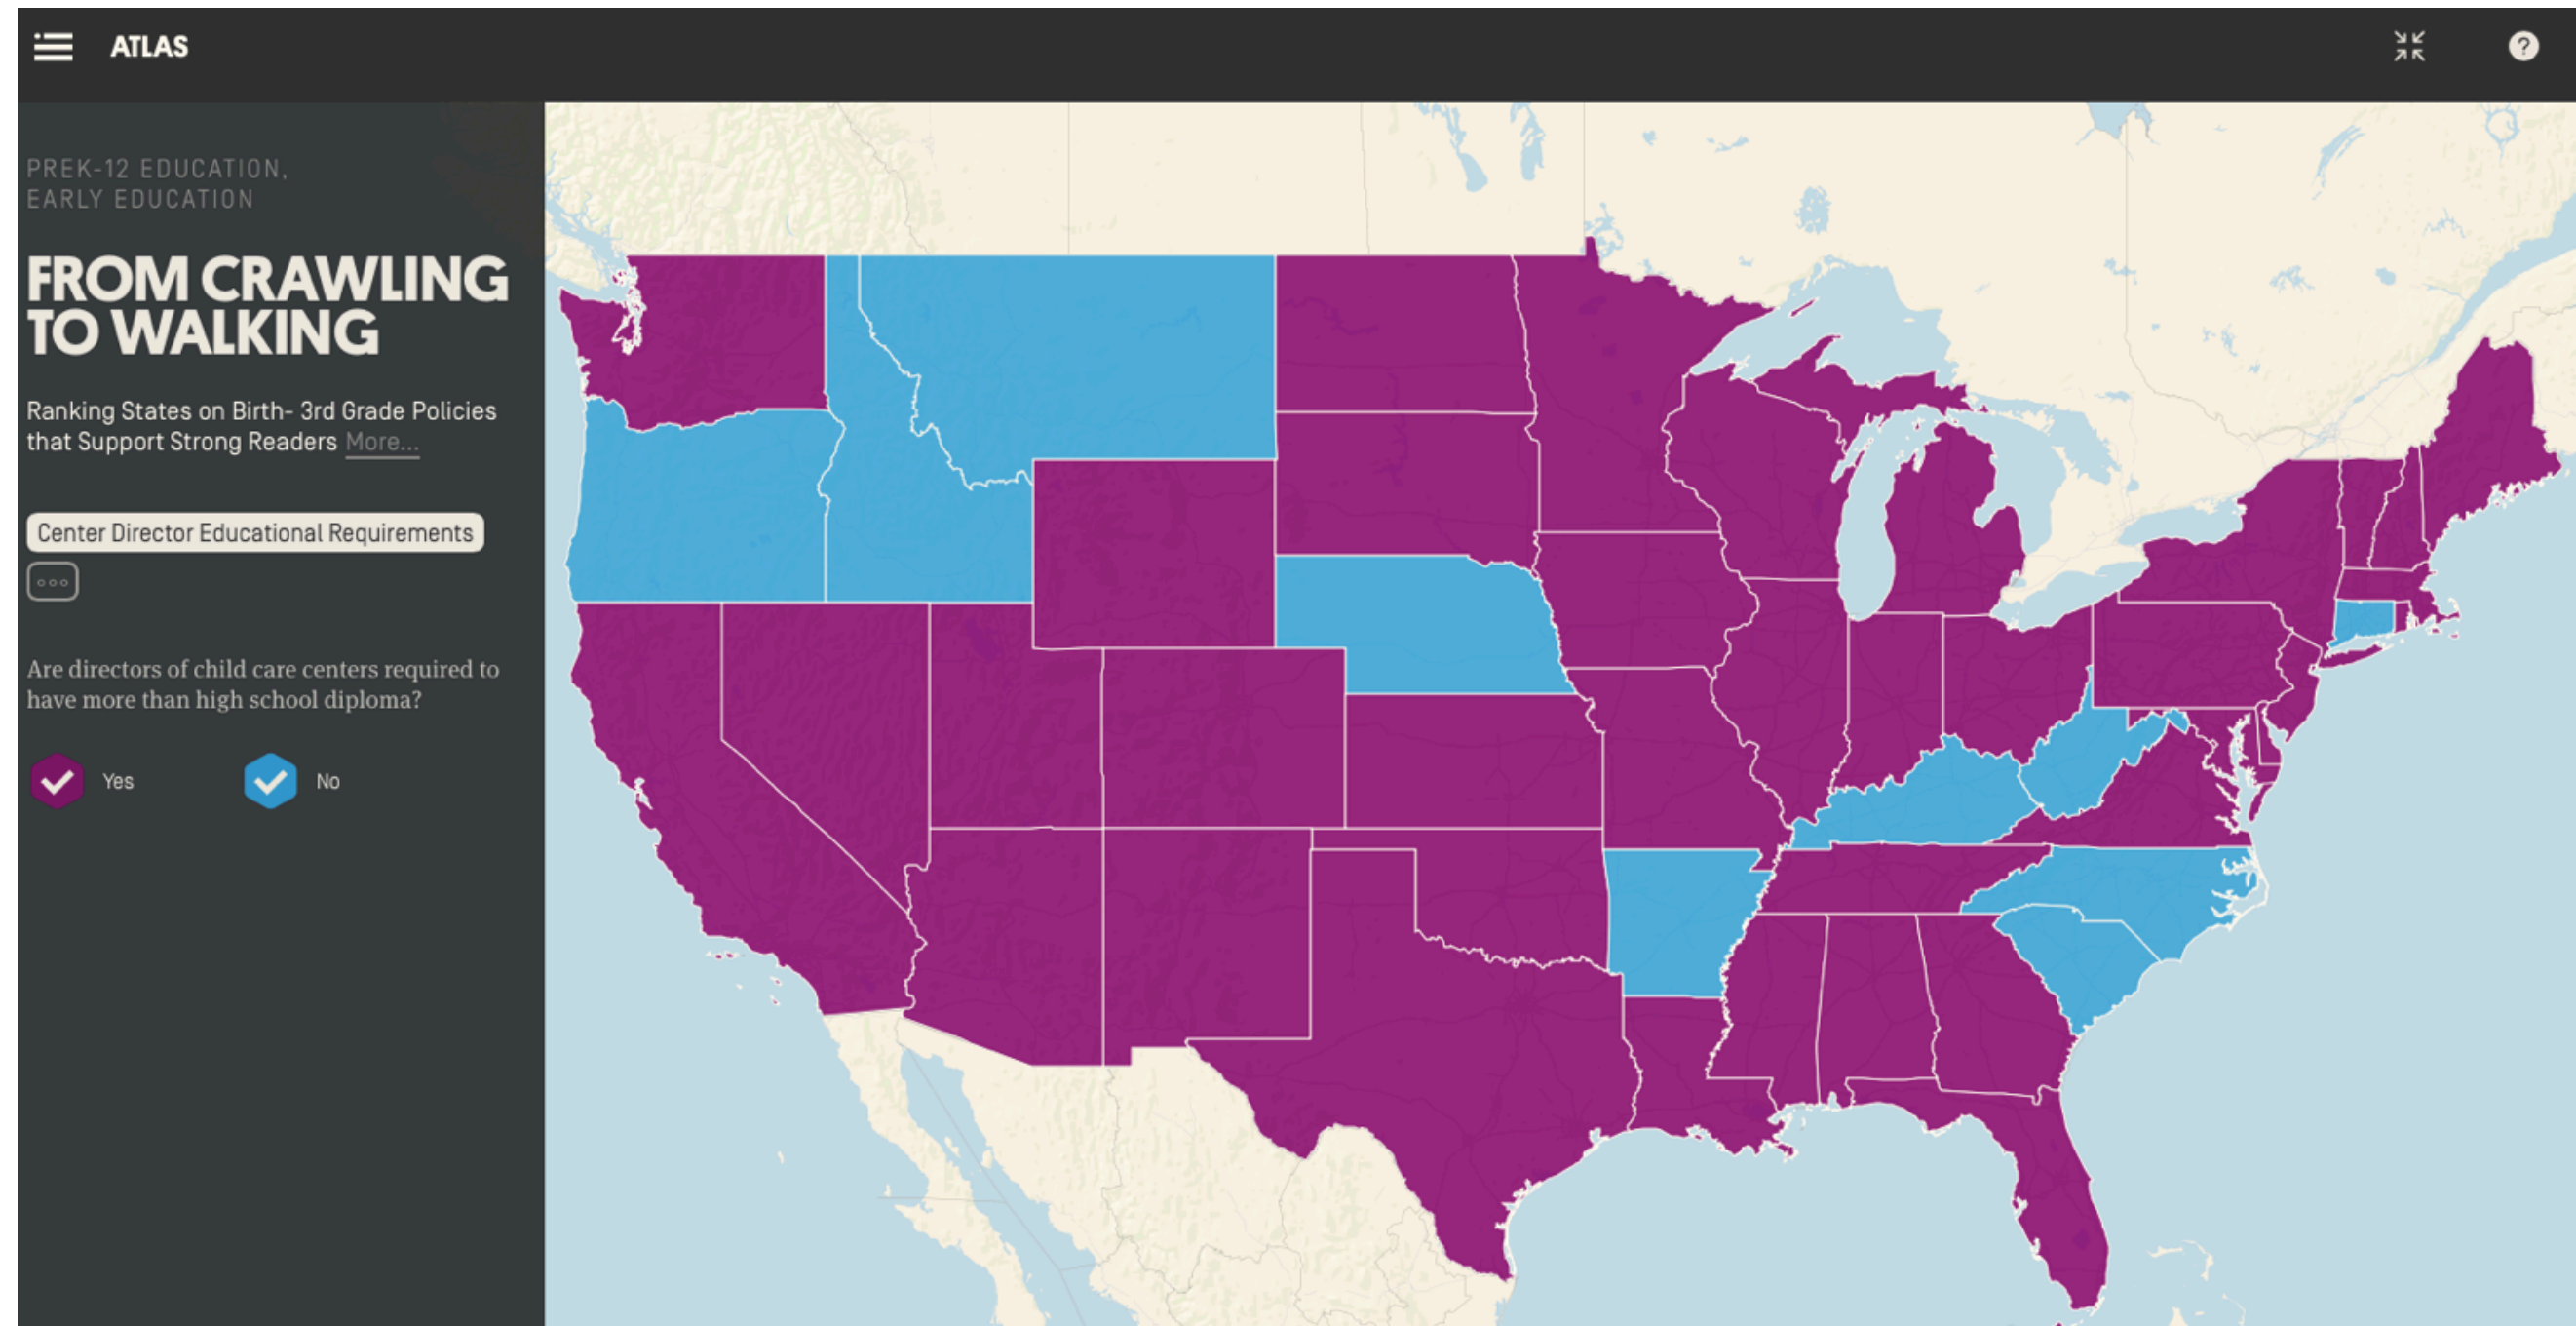 ATLAS
?
PREK-12 EDUCATION,
EARLY EDUCATION
FROM CRAWLING
TO WALKING
Ranking States on Birth- 3rd Grade Policies
that Support Strong Readers More...
Center Director Educational Requirements
Are directors of child care centers required to
have more than high school diploma?
Yes No